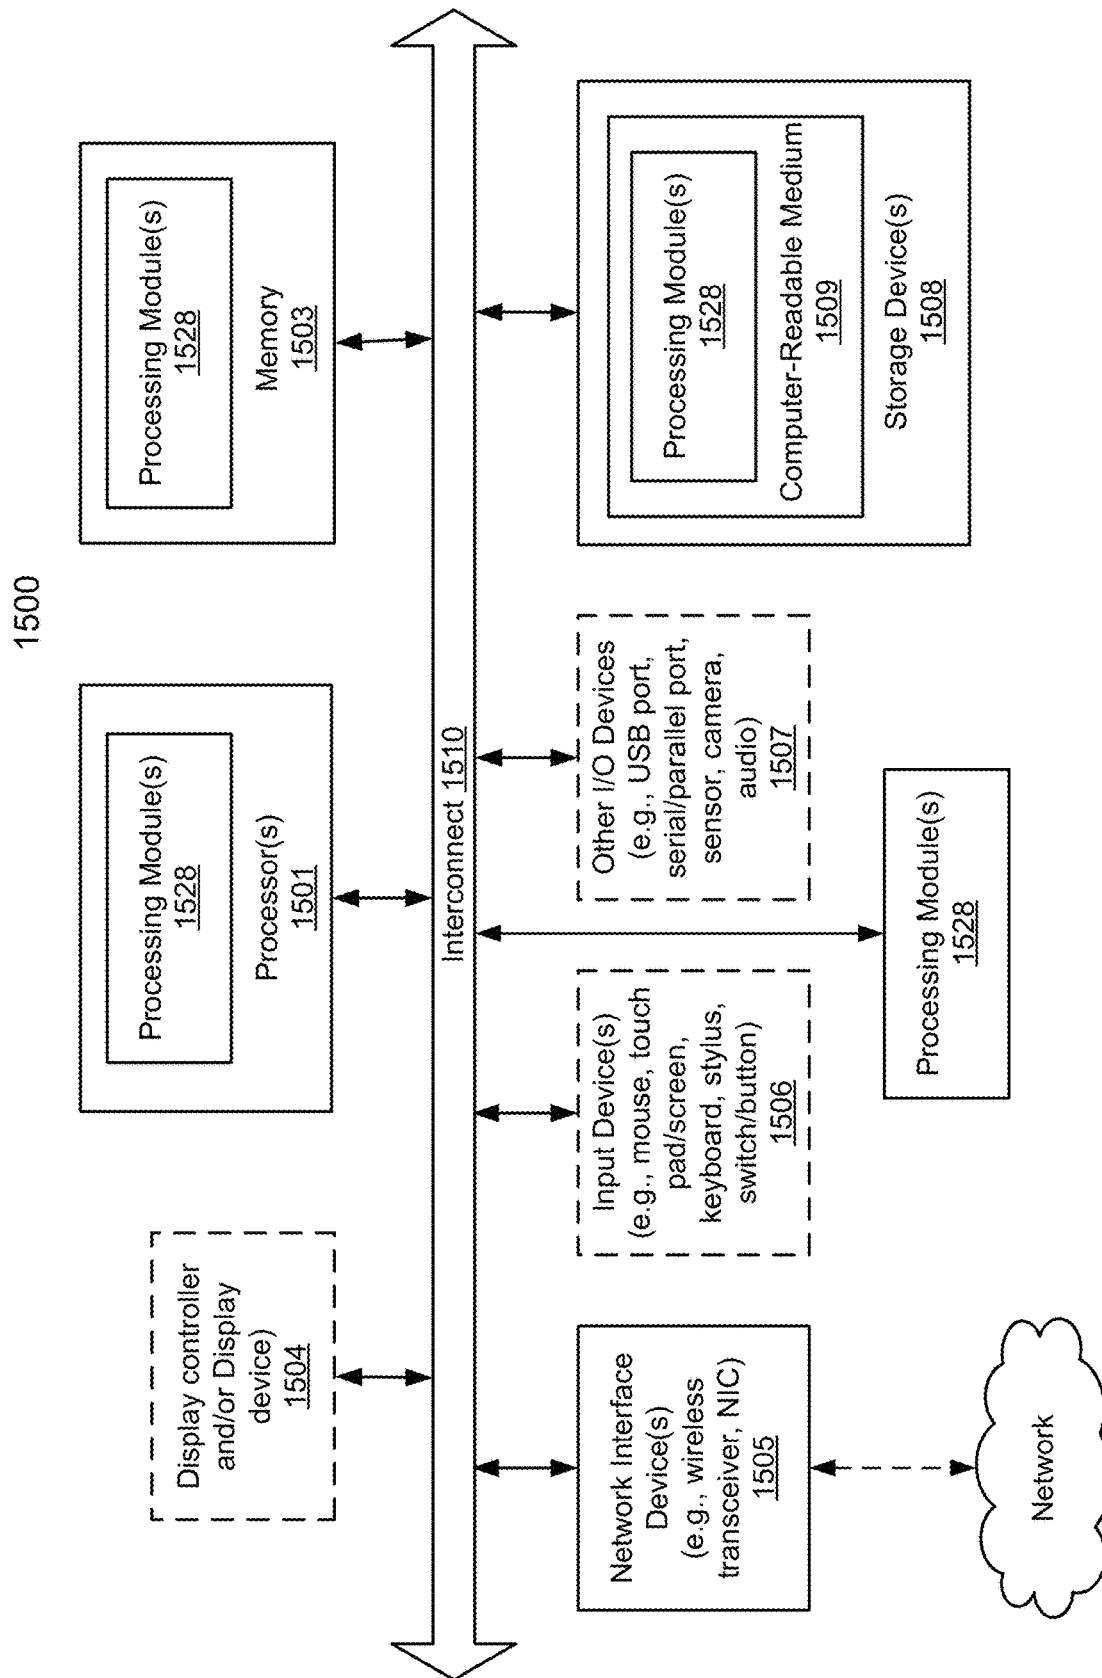 1500
Display controller
and/or Display
device)
1504
Processing Module(s)
1528
Processor(s)
1501
Processing Module(s)
1528
Memory
1503
Interconnect 1510
Network Interface
Device(s)
(e.g., wireless
transceiver, NIC)
1505
Input Device(s)
(e.g., mouse, touch
pad/screen,
keyboard, stylus,
switch/button)
1506
Other I/O Devices
(e.g., USB port,
serial/parallel port,
sensor, camera,
audio)
1507
Processing Module(s)
1528
Computer-Readable Medium
1509
Storage Device(s)
1508
Processing Module(s)
1528
Network